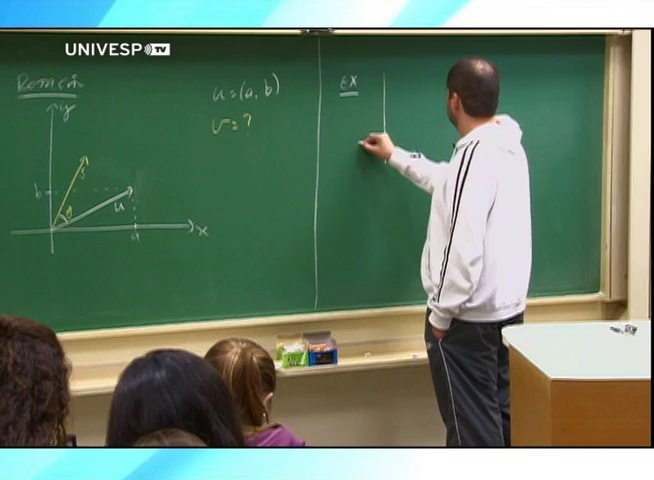 UNIVESP TV
Rotação
y
u = (a, b)
v = ?
b
v
θ
u
a
x
EX